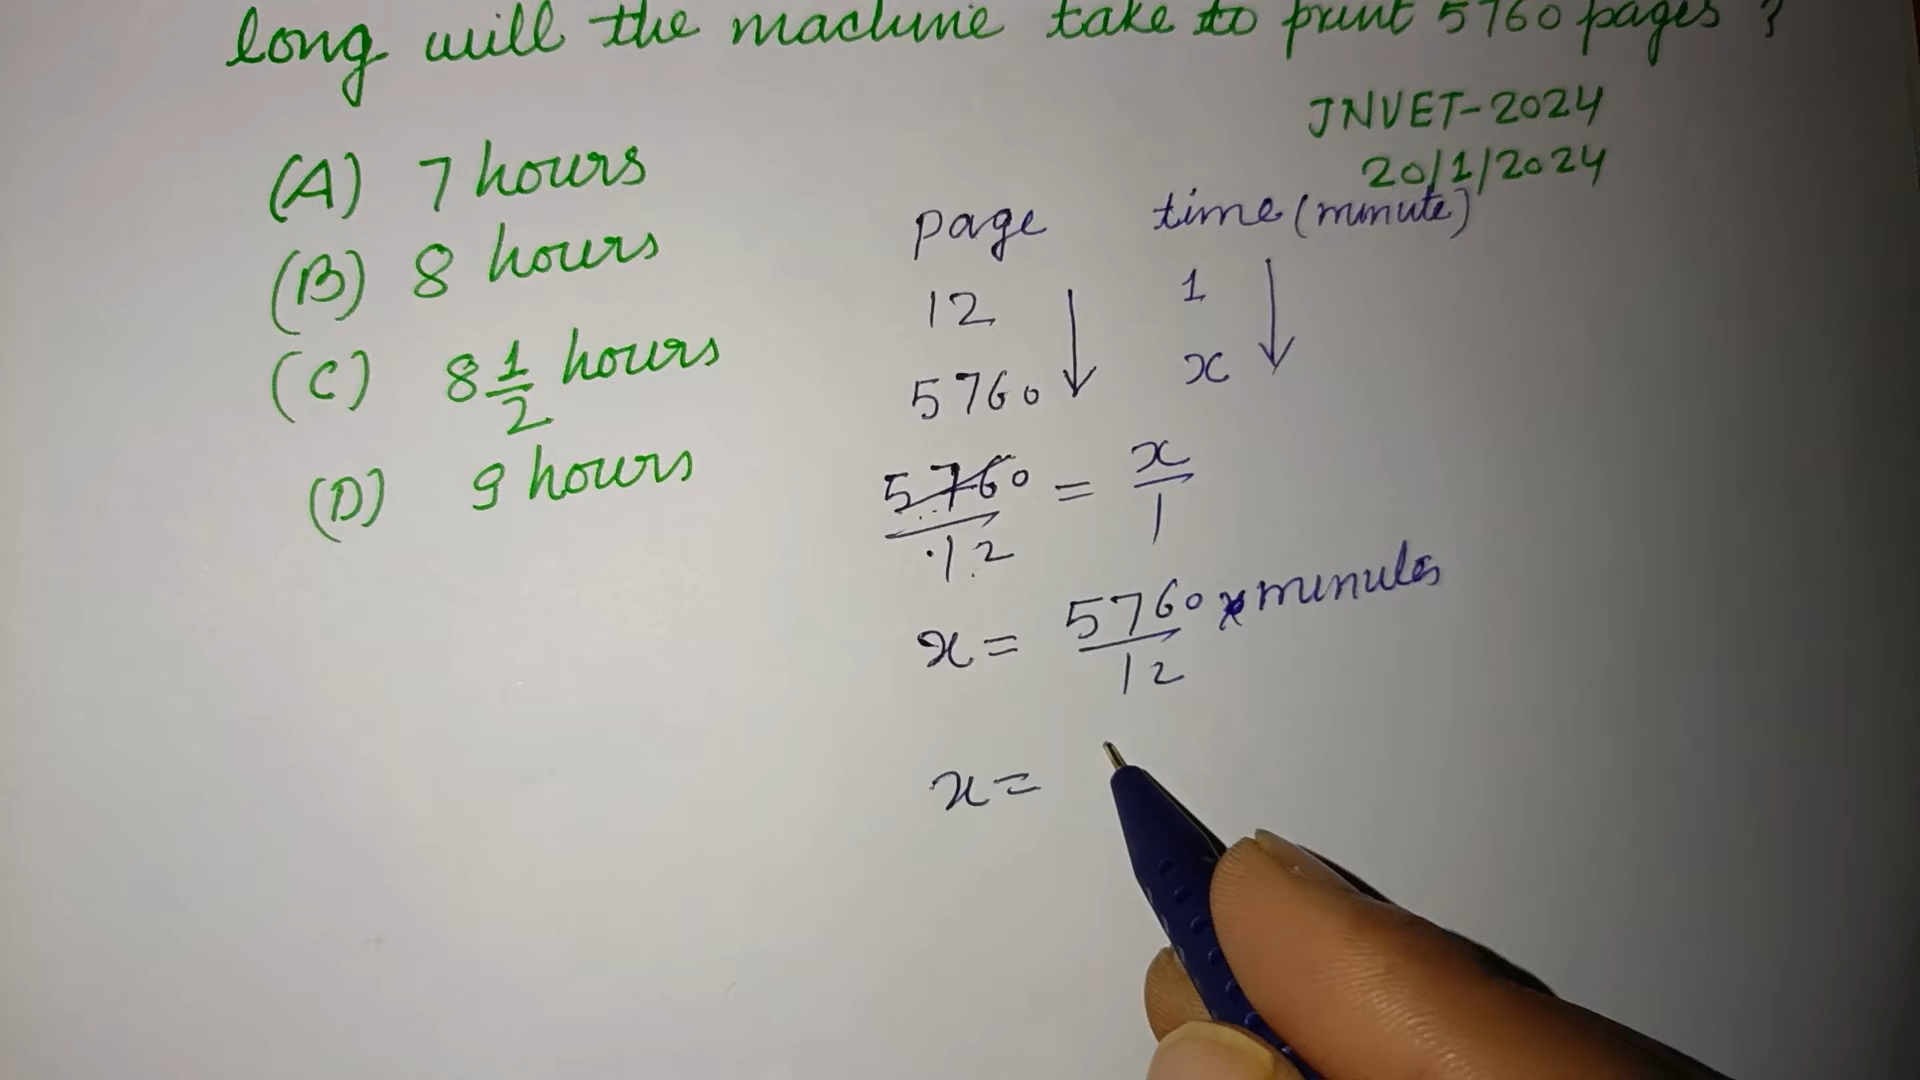 long will the machine take to print 5760 pages ?
JNVET-2024
20/1/2024
(A) 7 hours
(B) 8 hours
(C) 8 1/2 hours
(D) 9 hours
page time (minute)
12 ↓ 1 ↓
5760 x
5760/12 = x/1
x = 5760/12 minutes
x =